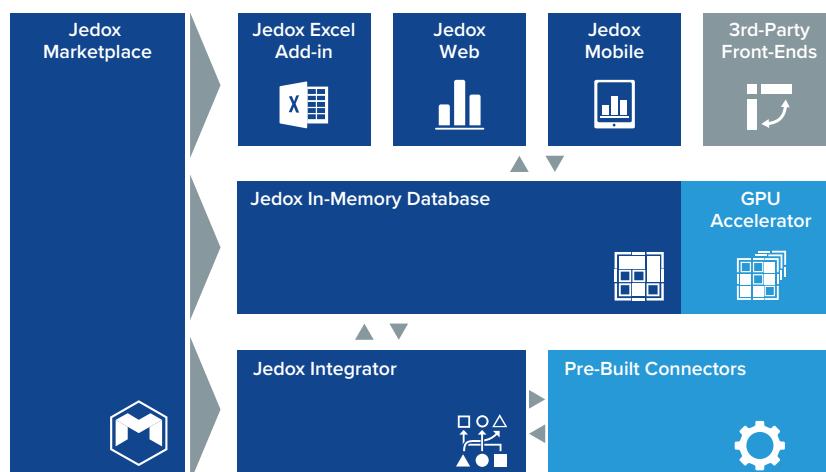 Jedox
Marketplace
Jedox Excel
Add-in
X
Jedox
Web
Jedox
Mobile
3rd-Party
Front-Ends
Jedox In-Memory Database
GPU
Accelerator
Jedox Integrator
Pre-Built Connectors